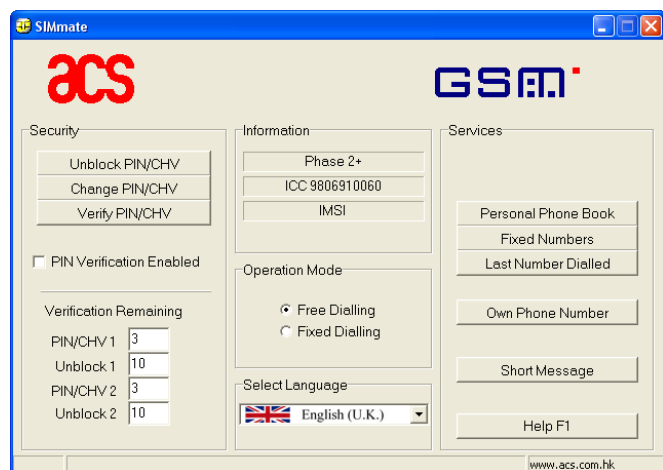 SIMmate
acs
GSM
Security
Unblock PIN/CHV
Change PIN/CHV
Verify PIN/CHV
PIN Verification Enabled
Verification Remaining
PIN/CHV 1 3
Unblock 1 10
PIN/CHV 2 3
Unblock 2 10
Information
Phase 2+
ICC 9806910060
IMSI
Operation Mode
Free Dialling
Fixed Dialling
Select Language
English (U.K.)
Services
Personal Phone Book
Fixed Numbers
Last Number Dialled
Own Phone Number
Short Message
Help F1
www.acs.com.hk